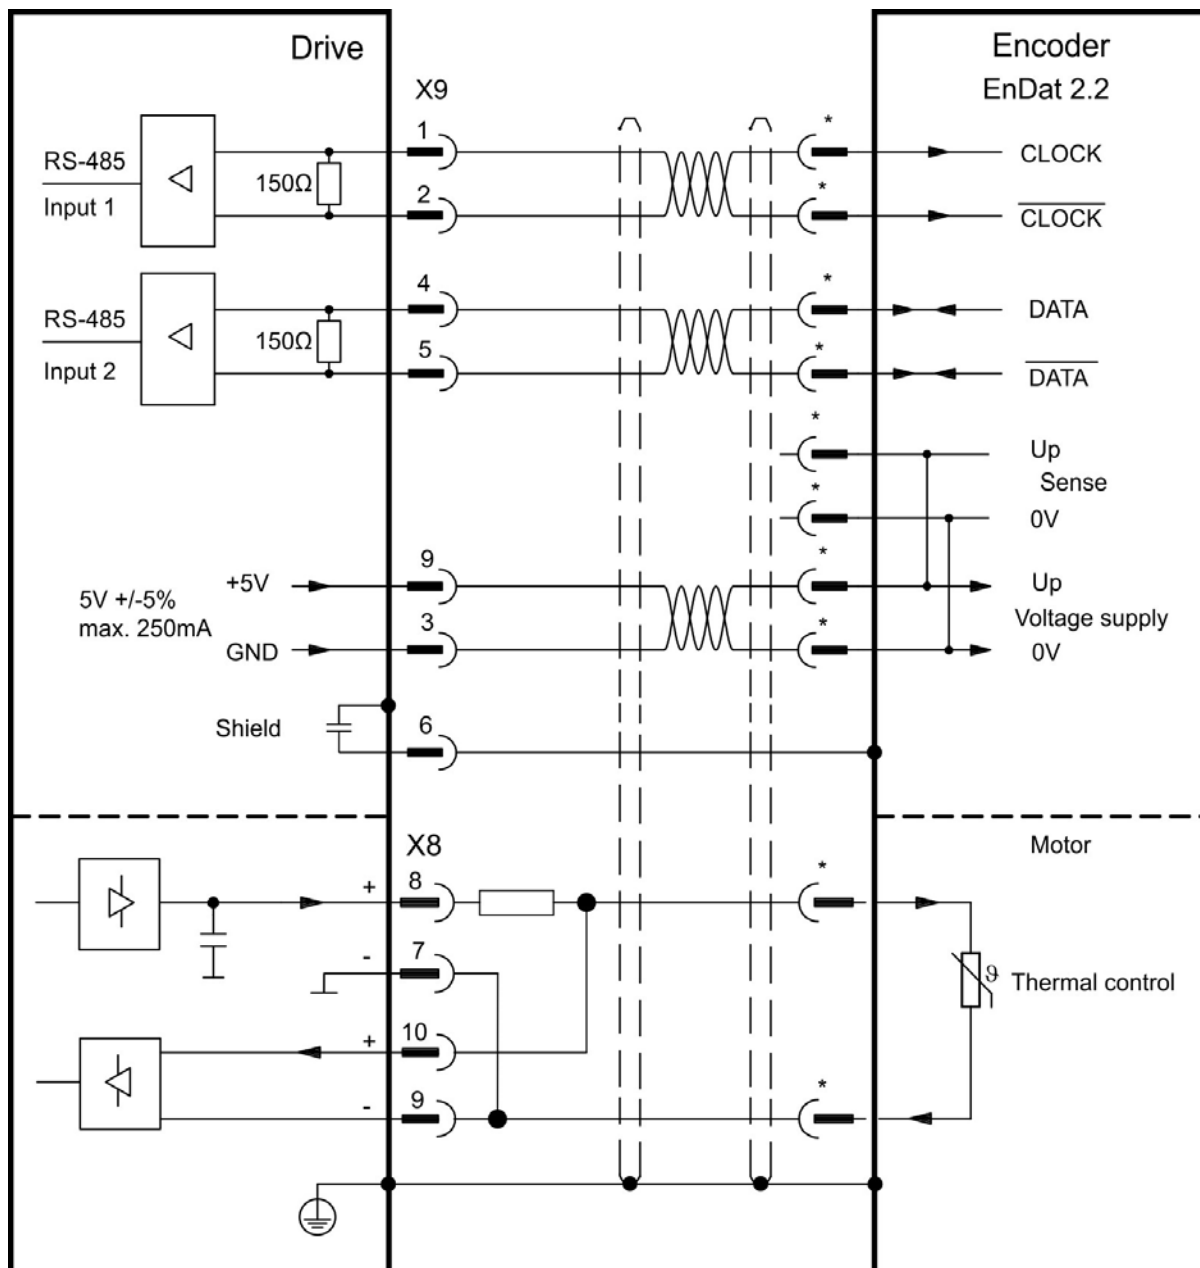 Drive
Encoder
EnDat 2.2
X9
1
*
RS-485
150Ω
CLOCK
2
*
Input 1
CLOCK
4
*
RS-485
150Ω
DATA
5
*
Input 2
DATA
*
Up
Sense
*
0V
9
*
+5V
Up
5V +/-5%
max. 250mA
3
*
Voltage supply
GND
0V
Shield
6
X8
Motor
8
*
+
7
-
ϑ
Thermal control
10
+
9
*
-